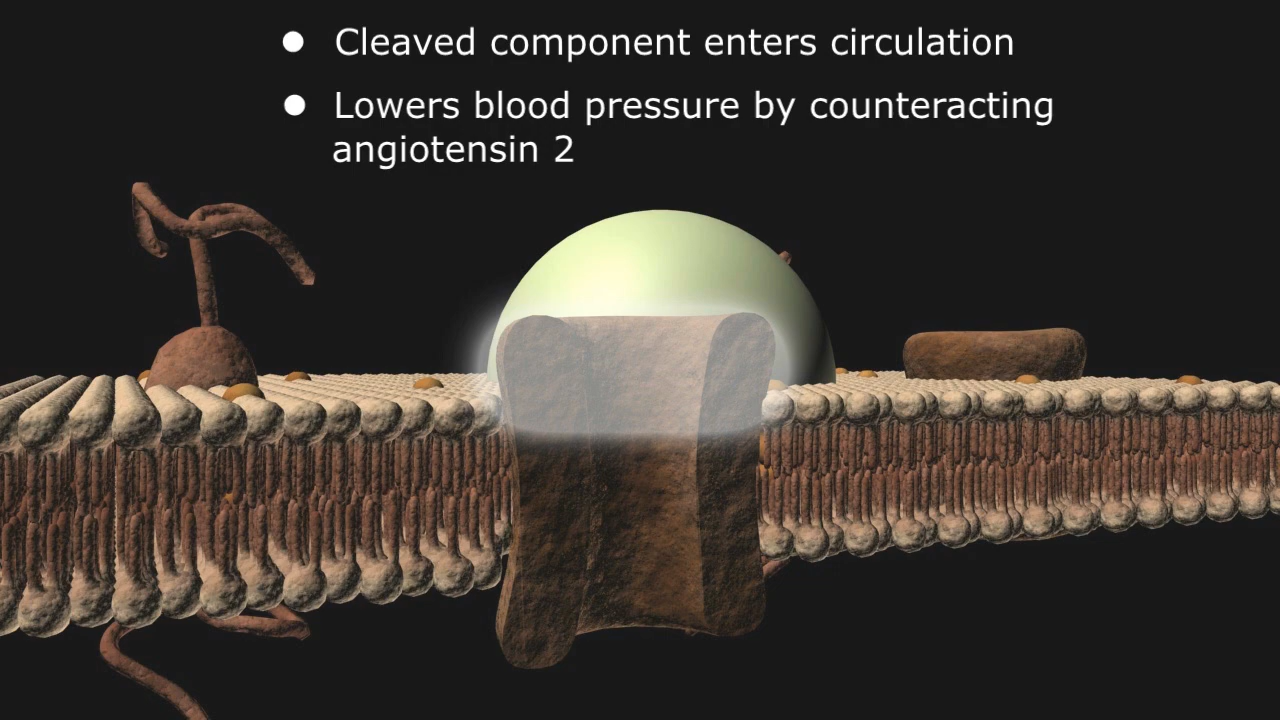 ● Cleaved component enters circulation
● Lowers blood pressure by counteracting
angiotensin 2